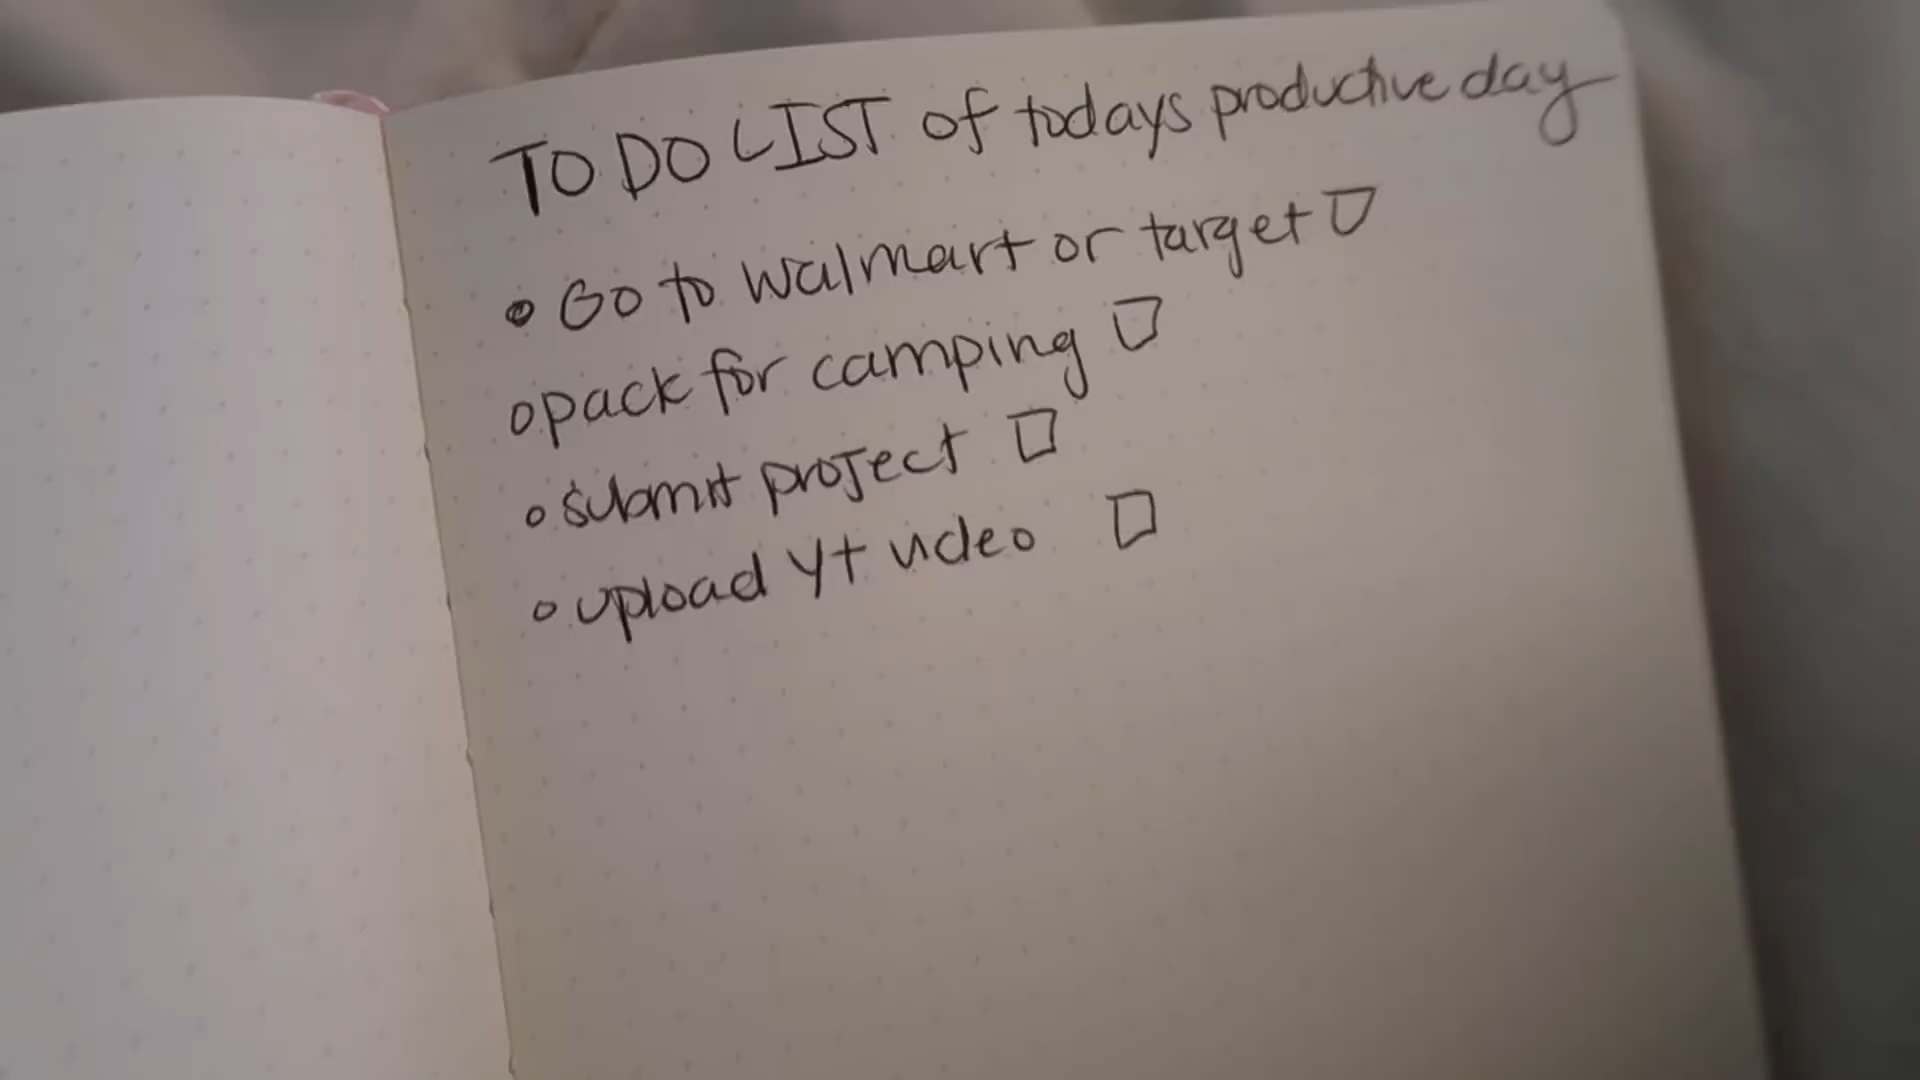 TO DO LIST of todays productive day
• Go to walmart or target
pack for camping
submit project
upload yt video